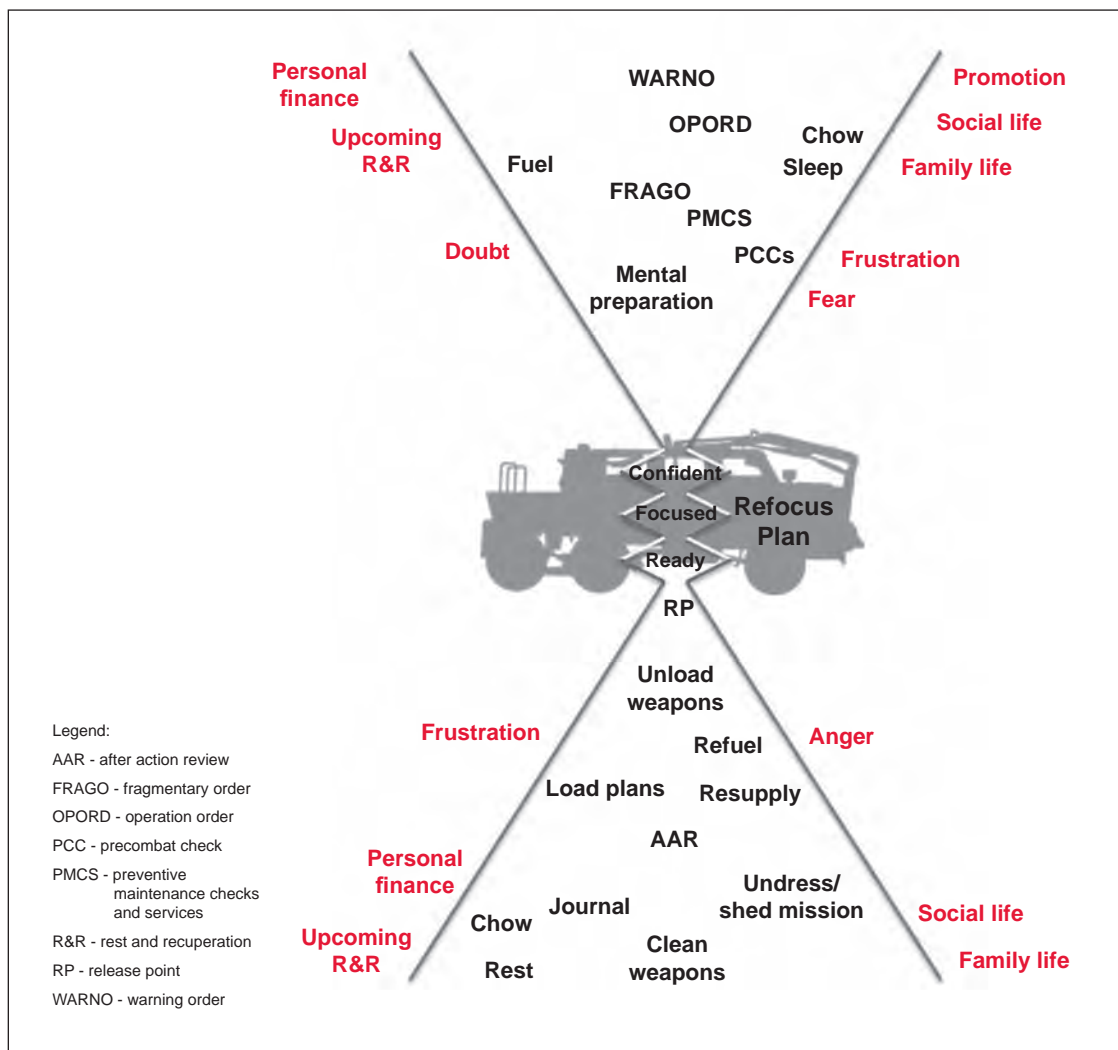 Personal
finance
WARNO
Promotion
OPORD
Social life
Upcoming
R&R
Chow
Fuel
Sleep
Family life
FRAGO
PMCS
Doubt
PCCs
Frustration
Mental
preparation
Fear
Confident
Focused
Refocus
Plan
Ready
RP
Unload
weapons
Frustration
Refuel
Anger
Load plans
Resupply
AAR
Personal
finance
Undress/
shed mission
Journal
Chow
Social life
Upcoming
R&R
Clean
weapons
Rest
Family life
Legend:
AAR - after action review
FRAGO - fragmentary order
OPORD - operation order
PCC - precombat check
PMCS - preventive
maintenance checks
and services
R&R - rest and recuperation
RP - release point
WARNO - warning order